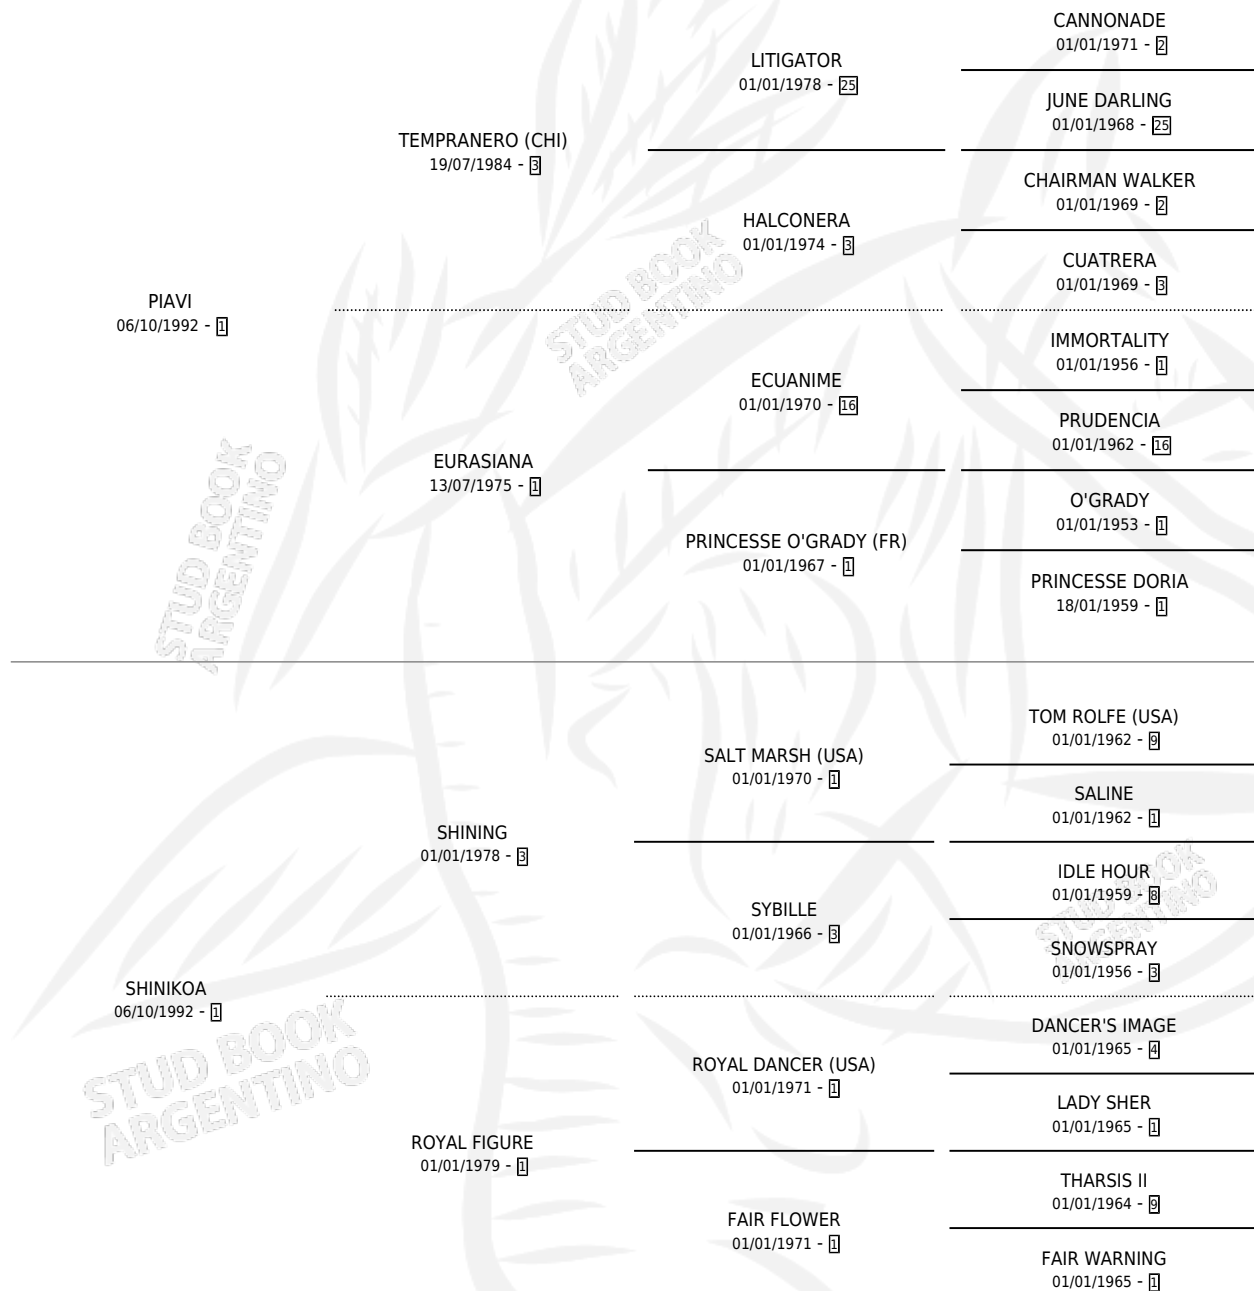 CANNONADE
01/01/1971 - 2
LITIGATOR
01/01/1978 - 25
JUNE DARLING
01/01/1968 - 25
TEMPRANERO (CHI)
19/07/1984 - 3
CHAIRMAN WALKER
01/01/1969 - 2
HALCONERA
01/01/1974 - 3
CUATRERA
01/01/1969 - 3
PIAVI
06/10/1992 - 1
IMMORTALITY
01/01/1956 - 1
ECUANIME
01/01/1970 - 16
PRUDENCIA
01/01/1962 - 16
EURASIANA
13/07/1975 - 1
O'GRADY
01/01/1953 - 1
PRINCESSE O'GRADY (FR)
01/01/1967 - 1
PRINCESSE DORIA
18/01/1959 - 1
TOM ROLFE (USA)
01/01/1962 - 9
SALT MARSH (USA)
01/01/1970 - 1
SALINE
01/01/1962 - 1
SHINING
01/01/1978 - 3
IDLE HOUR
01/01/1959 - 8
SYBILLE
01/01/1966 - 3
SNOWSPRAY
01/01/1956 - 3
SHINIKOA
06/10/1992 - 1
DANCER'S IMAGE
01/01/1965 - 4
ROYAL DANCER (USA)
01/01/1971 - 1
LADY SHER
01/01/1965 - 1
ROYAL FIGURE
01/01/1979 - 1
THARSIS II
01/01/1964 - 9
FAIR FLOWER
01/01/1971 - 1
FAIR WARNING
01/01/1965 - 1
STUD BOOK
ARGENTINO
STUD BOOK
ARGENTINO
STUD BOOK
ARGENTINO
STUD BOOK
ARGENTINO